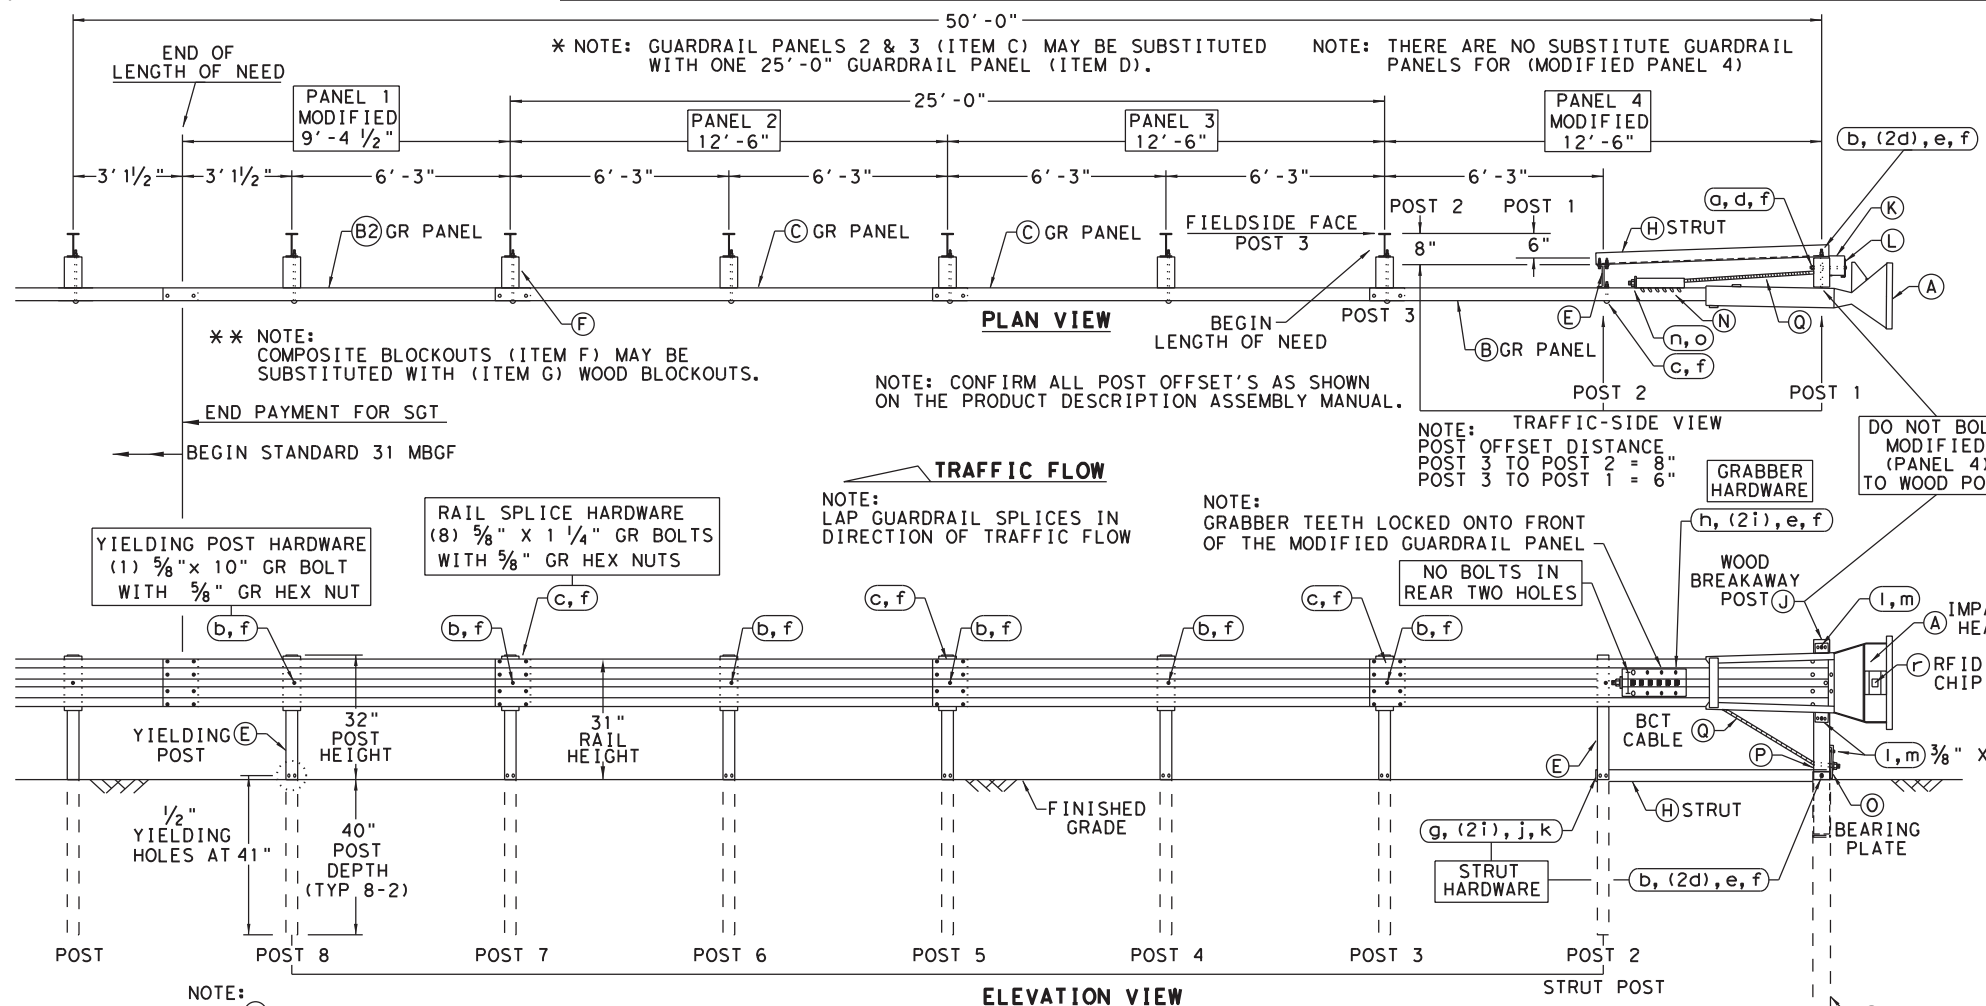 50'-0"
* NOTE: GUARDRAIL PANELS 2 & 3 (ITEM C) MAY BE SUBSTITUTED
WITH ONE 25'-0" GUARDRAIL PANEL (ITEM D).
NOTE: THERE ARE NO SUBSTITUTE GUARDRAIL
PANELS FOR (MODIFIED PANEL 4)
END OF
LENGTH OF NEED
25'-0"
PANEL 1
MODIFIED
9'-4 ½"
PANEL 2
12'-6"
PANEL 3
12'-6"
PANEL 4
MODIFIED
12'-6"
b, (2d), e, f
3' 1½"
3' 1½"
6'-3"
6'-3"
6'-3"
6'-3"
6'-3"
6'-3"
POST 2
8"
POST 1
6"
a, d, f
K
L
A
B2 GR PANEL
C GR PANEL
C GR PANEL
FIELDSIDE FACE
POST 3
H STRUT
F
PLAN VIEW
BEGIN
LENGTH OF NEED
POST 3
B GR PANEL
E
N
Q
n, o
c, f
POST 2
POST 1
** NOTE:
COMPOSITE BLOCKOUTS (ITEM F) MAY BE
SUBSTITUTED WITH (ITEM G) WOOD BLOCKOUTS.
NOTE: CONFIRM ALL POST OFFSET'S AS SHOWN
ON THE PRODUCT DESCRIPTION ASSEMBLY MANUAL.
TRAFFIC-SIDE VIEW
NOTE:
POST OFFSET DISTANCE
POST 3 TO POST 2 = 8"
POST 3 TO POST 1 = 6"
DO NOT BOL
MODIFIED
(PANEL 4)
TO WOOD PO
END PAYMENT FOR SGT
BEGIN STANDARD 31 MBGF
TRAFFIC FLOW
NOTE:
LAP GUARDRAIL SPLICES IN
DIRECTION OF TRAFFIC FLOW
NOTE:
GRABBER TEETH LOCKED ONTO FRONT
OF THE MODIFIED GUARDRAIL PANEL
GRABBER
HARDWARE
h, (2i), e, f
YIELDING POST HARDWARE
(1) ⅝"x 10" GR BOLT
WITH ⅝" GR HEX NUT
RAIL SPLICE HARDWARE
(8) ⅝" X 1 ¼" GR BOLTS
WITH ⅝" GR HEX NUTS
NO BOLTS IN
REAR TWO HOLES
WOOD
BREAKAWAY
POST J
l, m
A IMPA
HEA
r RFID
CHIP
b, f
b, f
c, f
b, f
c, f
b, f
b, f
c, f
b, f
YIELDING E
POST
32"
POST
HEIGHT
31"
RAIL
HEIGHT
BCT
CABLE Q
E
P
l, m ⅜" X
½"
YIELDING
HOLES AT 41"
40"
POST
DEPTH
(TYP 8-2)
FINISHED
GRADE
H STRUT
O
BEARING
PLATE
g, (2i), j, k
STRUT
HARDWARE
b, (2d), e, f
POST
POST 8
POST 7
POST 6
POST 5
POST 4
POST 3
POST 2
STRUT POST
NOTE:
ELEVATION VIEW